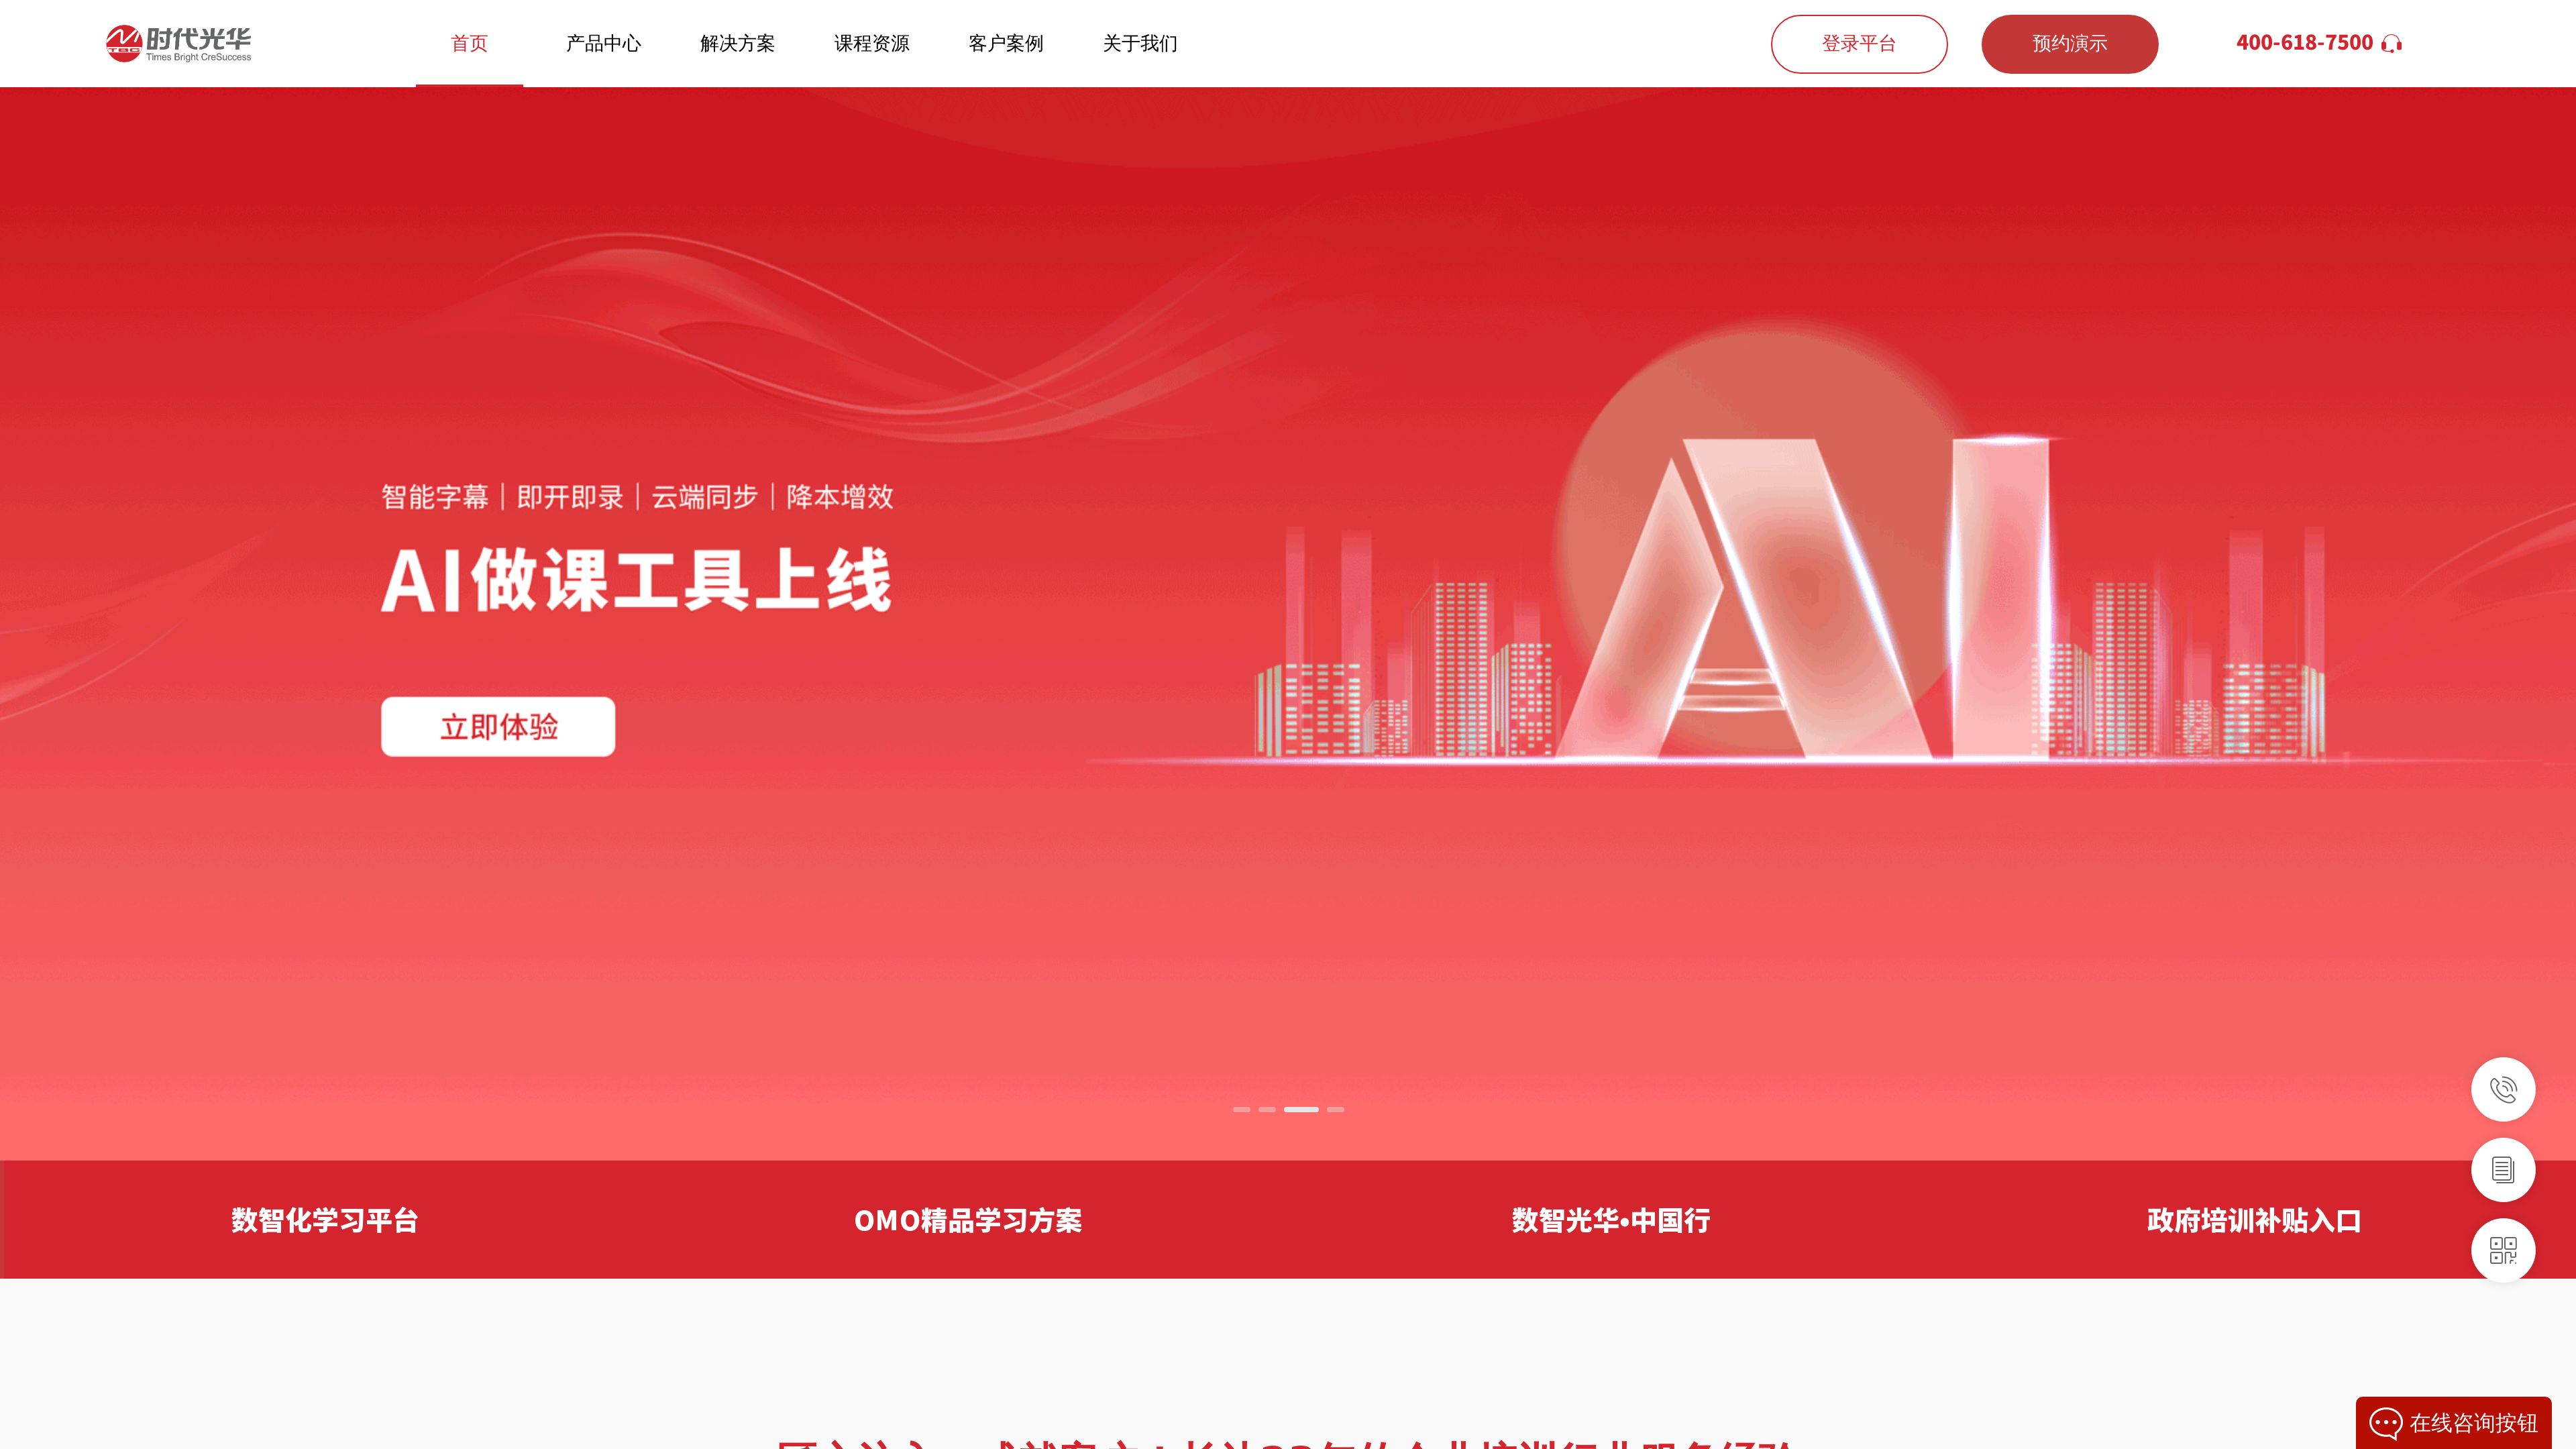 时代光华
Times Bright CreSuccess
首页
产品中心
解决方案
课程资源
客户案例
关于我们
登录平台
预约演示
400-618-7500
智能字幕｜即开即录｜云端同步｜降本增效
AI做课工具上线
立即体验
AI
数智化学习平台
OMO精品学习方案
数智光华•中国行
政府培训补贴入口
在线咨询按钮